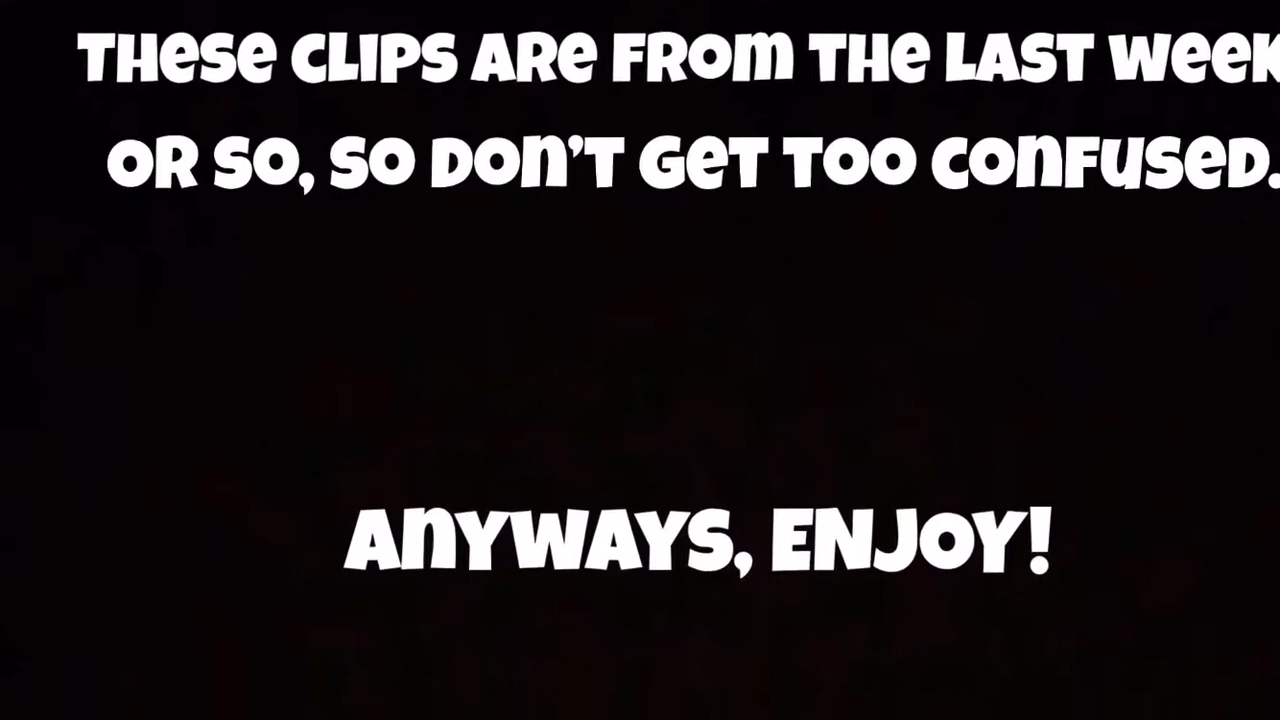 THESE CLIPS ARE FROM THE LAST WEEK
OR SO, SO DON'T GET TOO CONFUSED.
ANYWAYS, ENJOY!